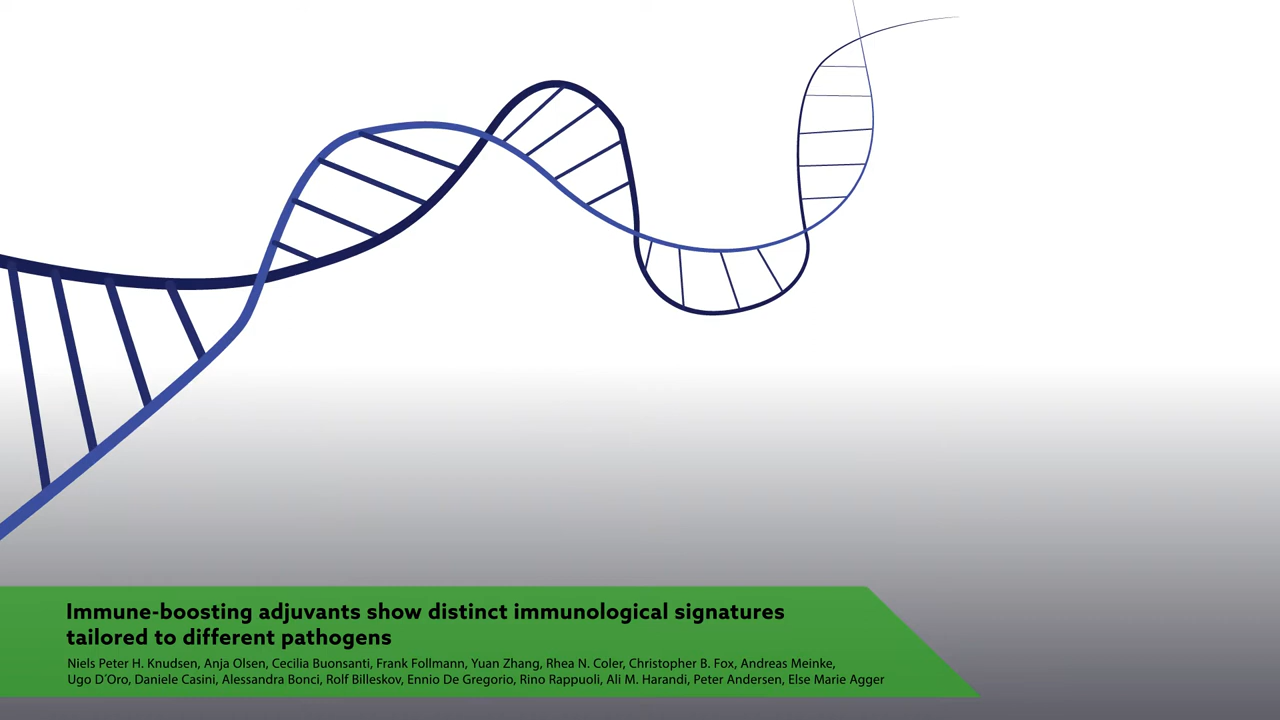 Immune-boosting adjuvants show distinct immunological signatures
tailored to different pathogens
Niels Peter H. Knudsen, Anja Olsen, Cecilia Buonsanti, Frank Follmann, Yuan Zhang, Rhea N. Coler, Christopher B. Fox, Andreas Meinke,
Ugo D´Oro, Daniele Casini, Alessandra Bonci, Rolf Billeskov, Ennio De Gregorio, Rino Rappuoli, Ali M. Harandi, Peter Andersen, Else Marie Agger